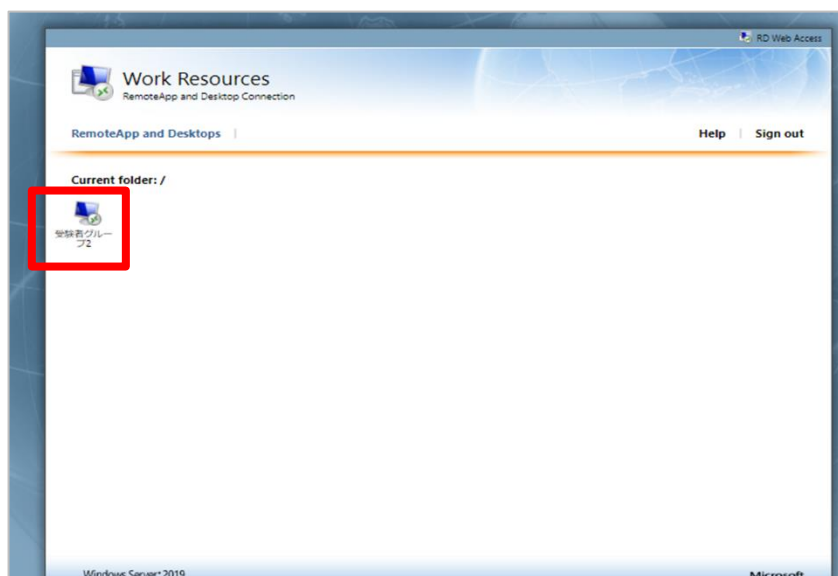 RD Web Access
Work Resources
RemoteApp and Desktop Connection
RemoteApp and Desktops
Help Sign out
Current folder: /
受験者グルー
プ2
Windows Server 2019
Microsoft